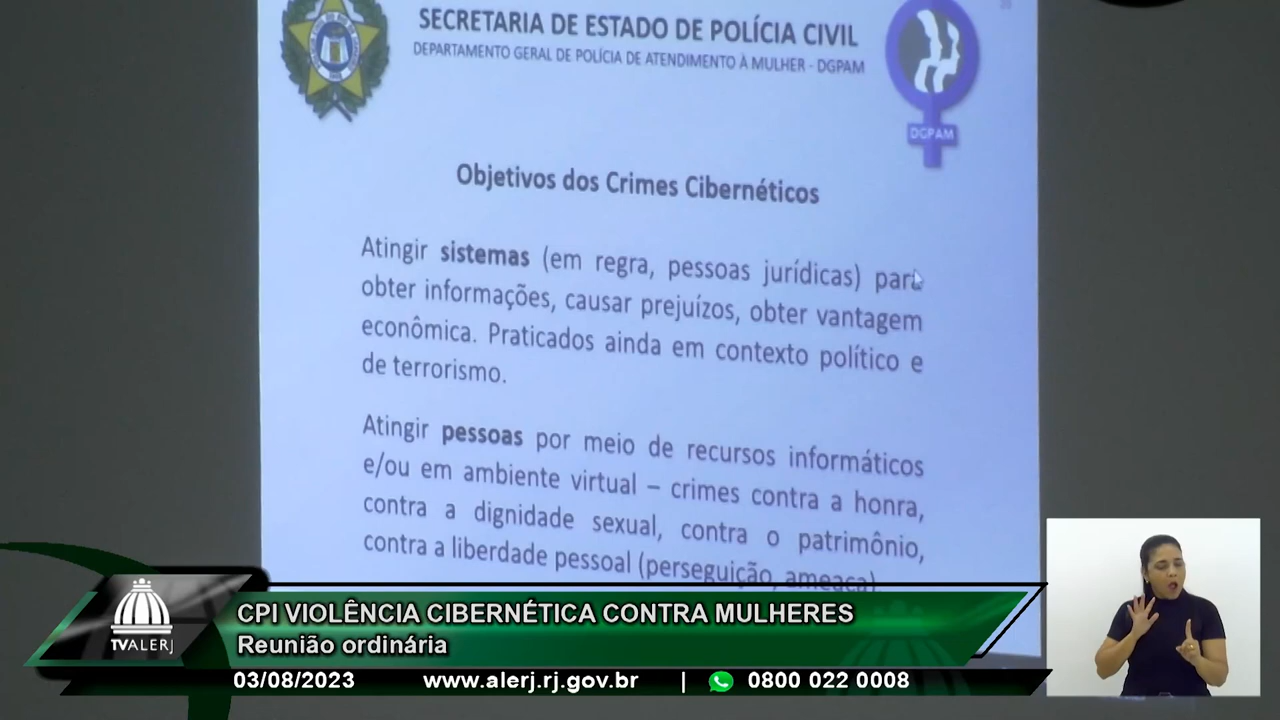 SECRETARIA DE ESTADO DE POLÍCIA CIVIL
DEPARTAMENTO GERAL DE POLÍCIA DE ATENDIMENTO À MULHER - DGPAM
DGPAM
Objetivos dos Crimes Cibernéticos
Atingir sistemas (em regra, pessoas jurídicas) para
obter informações, causar prejuízos, obter vantagem
econômica. Praticados ainda em contexto político e
de terrorismo.
Atingir pessoas por meio de recursos informáticos
e/ou em ambiente virtual – crimes contra a honra,
contra a dignidade sexual, contra o patrimônio,
contra a liberdade pessoal (perseguição, ameaça)
TVALERJ
CPI VIOLÊNCIA CIBERNÉTICA CONTRA MULHERES
Reunião ordinária
03/08/2023 www.alerj.rj.gov.br | 0800 022 0008